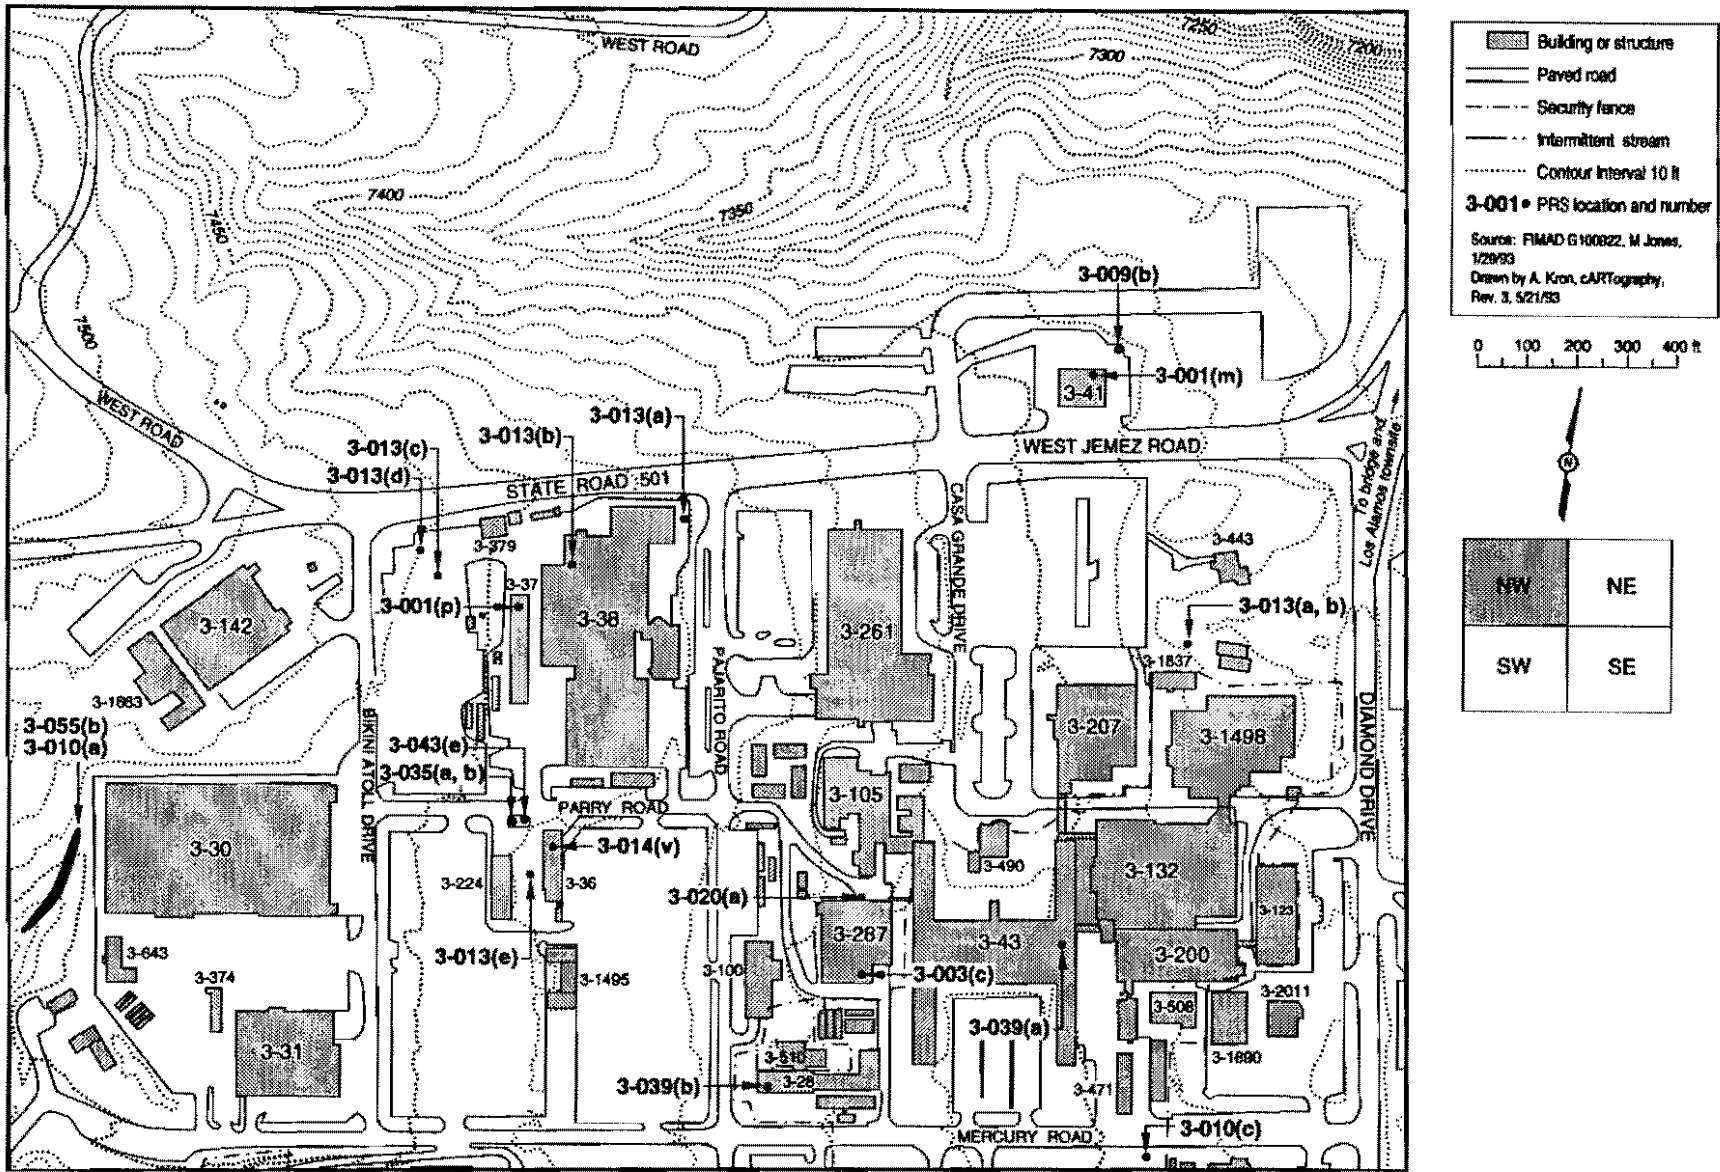 WEST ROAD
7250
7200
7300
7400
7350
7450
7500
3-009(b)
3-001(m)
3-41
WEST ROAD
3-013(a)
3-013(b)
3-013(c)
3-013(d)
WEST JEMEZ ROAD
STATE ROAD 501
To bridge and
Los Alamos townsite
CASA GRANDE DRIVE
3-379
3-443
3-37
3-001(p)
3-013(a, b)
3-142
3-38
3-261
3-1837
3-1663
PAJARITO ROAD
DIAMOND DRIVE
BIKINI ATOLL DRIVE
3-055(b)
3-010(a)
3-207
3-1498
3-043(e)
3-035(a, b)
3-105
PARRY ROAD
3-30
3-014(v)
3-490
3-132
3-224
3-36
3-020(a)
3-123
3-287
3-43
3-643
3-013(e)
3-200
3-374
3-1495
3-100
3-003(c)
3-508
3-2011
3-039(a)
3-31
3-510
3-1690
3-039(b)
3-28
3-471
MERCURY ROAD
3-010(c)
Building or structure
Paved road
Security fence
Intermittent stream
Contour Interval 10 ft
3-001 • PRS location and number
Source: FIMAD G100822, M Jones,
1/29/93
Drawn by A. Kron, cARTography,
Rev. 3, 5/21/93
0 100 200 300 400 ft
N
NW NE
SW SE